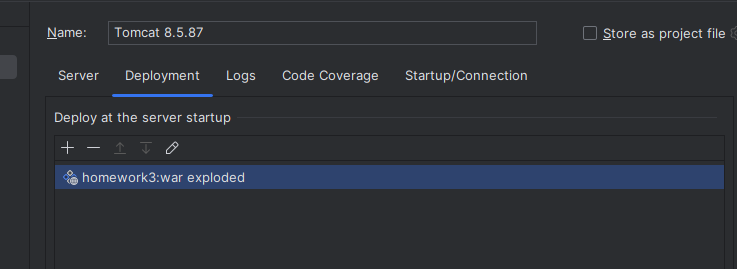 Name: Tomcat 8.5.87 Store as project file
Server Deployment Logs Code Coverage Startup/Connection
Deploy at the server startup
homework3:war exploded